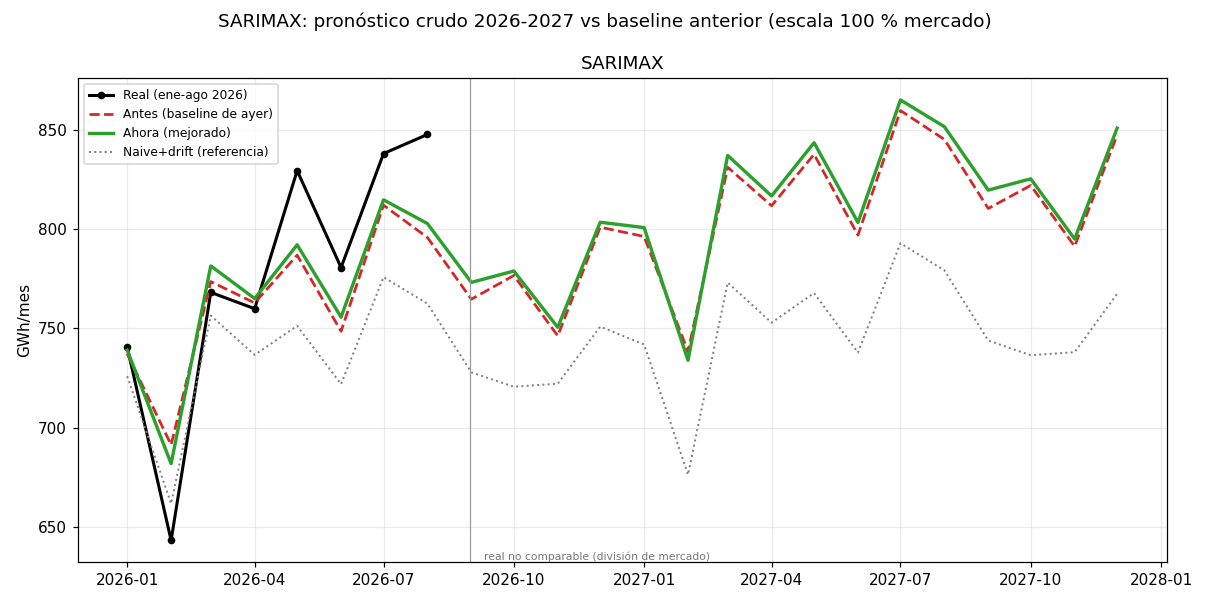 SARIMAX: pronóstico crudo 2026-2027 vs baseline anterior (escala 100 % mercado)
SARIMAX
Real (ene-ago 2026)
Antes (baseline de ayer)
Ahora (mejorado)
Naive+drift (referencia)
GWh/mes
850
800
750
700
650
real no comparable (división de mercado)
2026-01
2026-04
2026-07
2026-10
2027-01
2027-04
2027-07
2027-10
2028-01